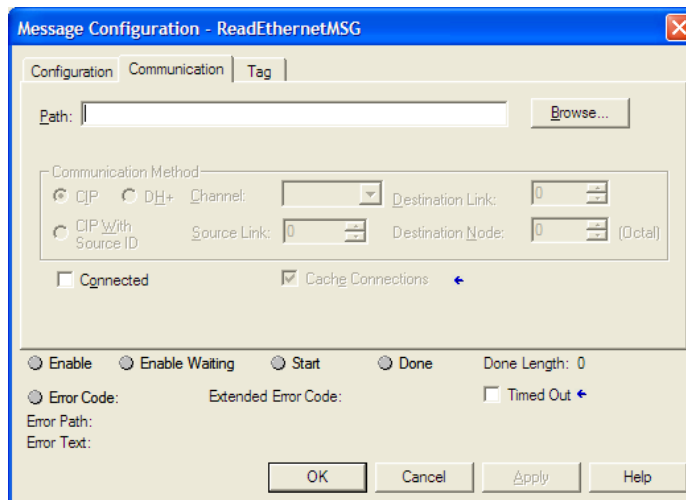 Message Configuration - ReadEthernetMSG
Configuration Communication Tag
Path: Browse...
Communication Method
CIP DH+ Channel: Destination Link: 0
CIP With Source ID Source Link: 0 Destination Node: 0 (Octal)
Connected Cache Connections ←
Enable Enable Waiting Start Done Done Length: 0
Error Code: Extended Error Code: Timed Out ←
Error Path:
Error Text:
OK Cancel Apply Help